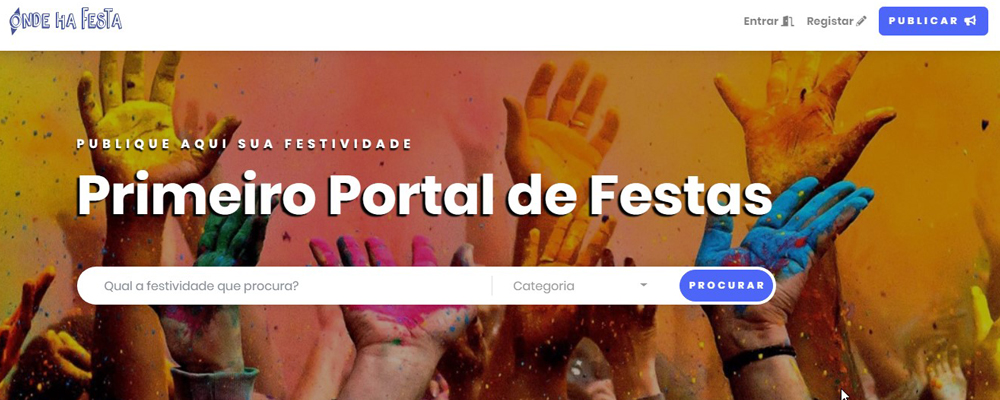 ONDE HA FESTA
Entrar
Registar
PUBLICAR
PUBLIQUE AQUI SUA FESTIVIDADE
Primeiro Portal de Festas
Qual a festividade que procura?
Categoria
PROCURAR